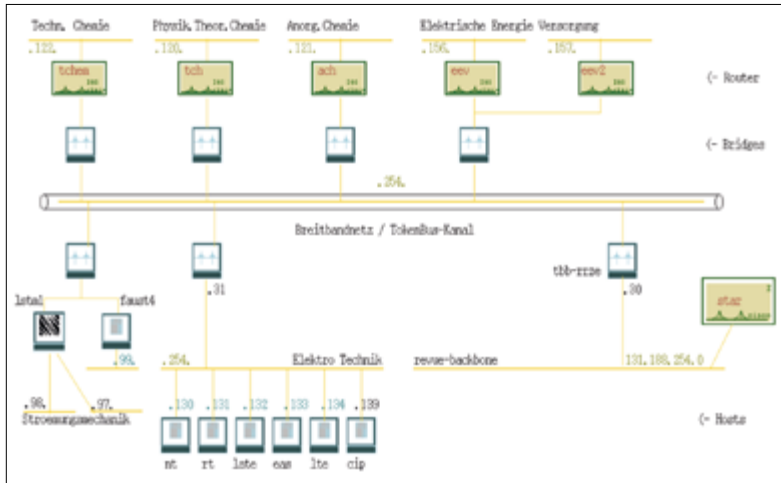 Techn. Chemie
Physik.Theor.Chemie
Anorg.Chemie
Elektrische Energie Versorgung
.122.
.120.
.121.
.156.
.157.
tchem
tch
ach
eev
eev2
<- Router
<- Bridges
.254.
Breitbandnetz / TokenBus-Kanal
tbb-rrze
.31
.30
lstm1
faust4
star
.99.
.254.
Elektro Technik
revue-backbone
131.188.254.0
.98.
.97.
Stroemungsmechanik
.130
.131
.132
.133
.134
.139
<- Hosts
nt
rt
lste
eas
lte
cip